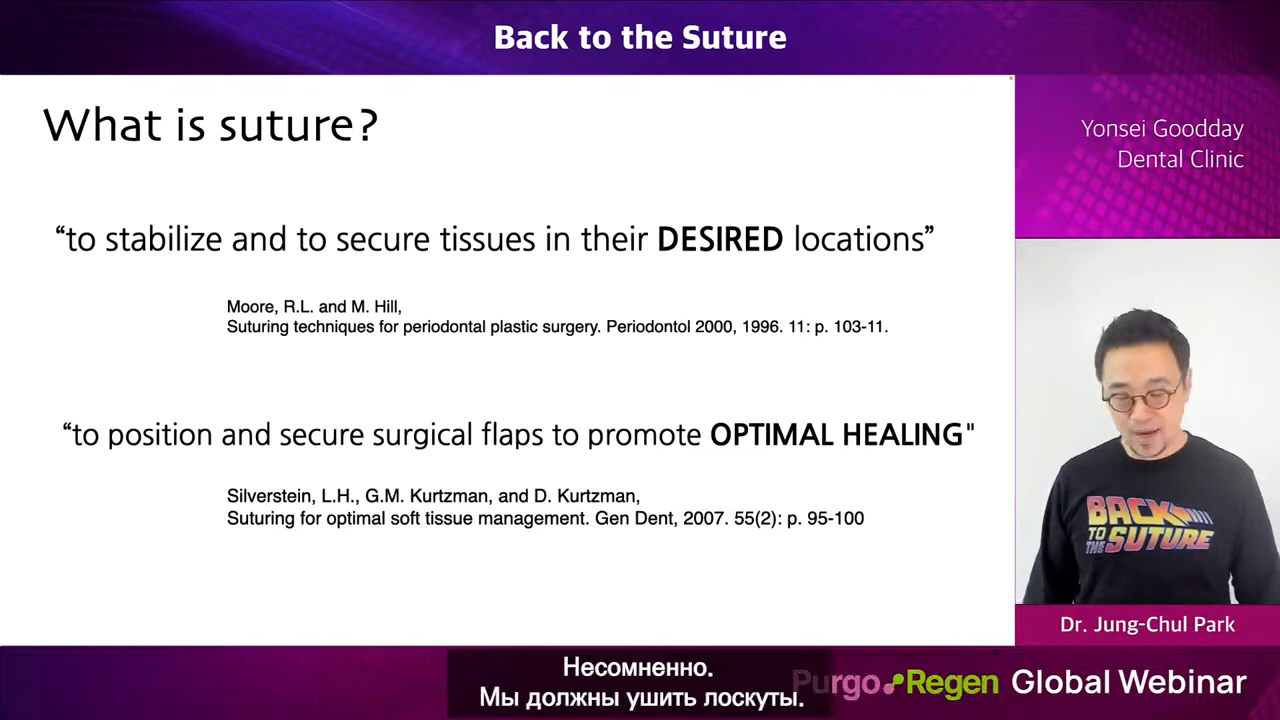 Back to the Suture
What is suture?
“to stabilize and to secure tissues in their DESIRED locations”
Moore, R.L. and M. Hill,
Suturing techniques for periodontal plastic surgery. Periodontol 2000, 1996. 11: p. 103-11.
“to position and secure surgical flaps to promote OPTIMAL HEALING"
Silverstein, L.H., G.M. Kurtzman, and D. Kurtzman,
Suturing for optimal soft tissue management. Gen Dent, 2007. 55(2): p. 95-100
Yonsei Goodday
Dental Clinic
BACK
TO
THE SUTURE
Dr. Jung-Chul Park
Несомненно.
Мы должны ушить лоскуты.
Purgo Regen Global Webinar